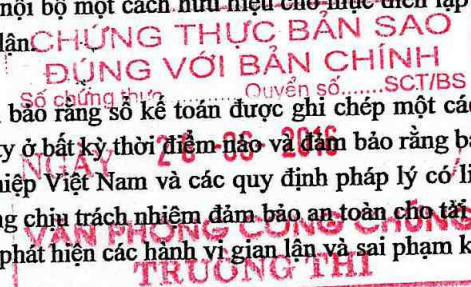 nội bộ một cách hữu hiệu cho mục đích lập
lận.
CHỨNG THỰC BẢN SAO
ĐÚNG VỚI BẢN CHÍNH
Số chứng thực..........Quyển số.......SCT/BS
bảo rằng sổ kế toán được ghi chép một các
y ở bất kỳ thời điểm nào và đảm bảo rằng b
NGÀY 26-06-2016
iệp Việt Nam và các quy định pháp lý có li
ng chịu trách nhiệm đảm bảo an toàn cho tài
VĂN PHÒNG CÔNG CHỨNG
phát hiện các hành vi gian lận và sai phạm k
TRƯỜNG THI